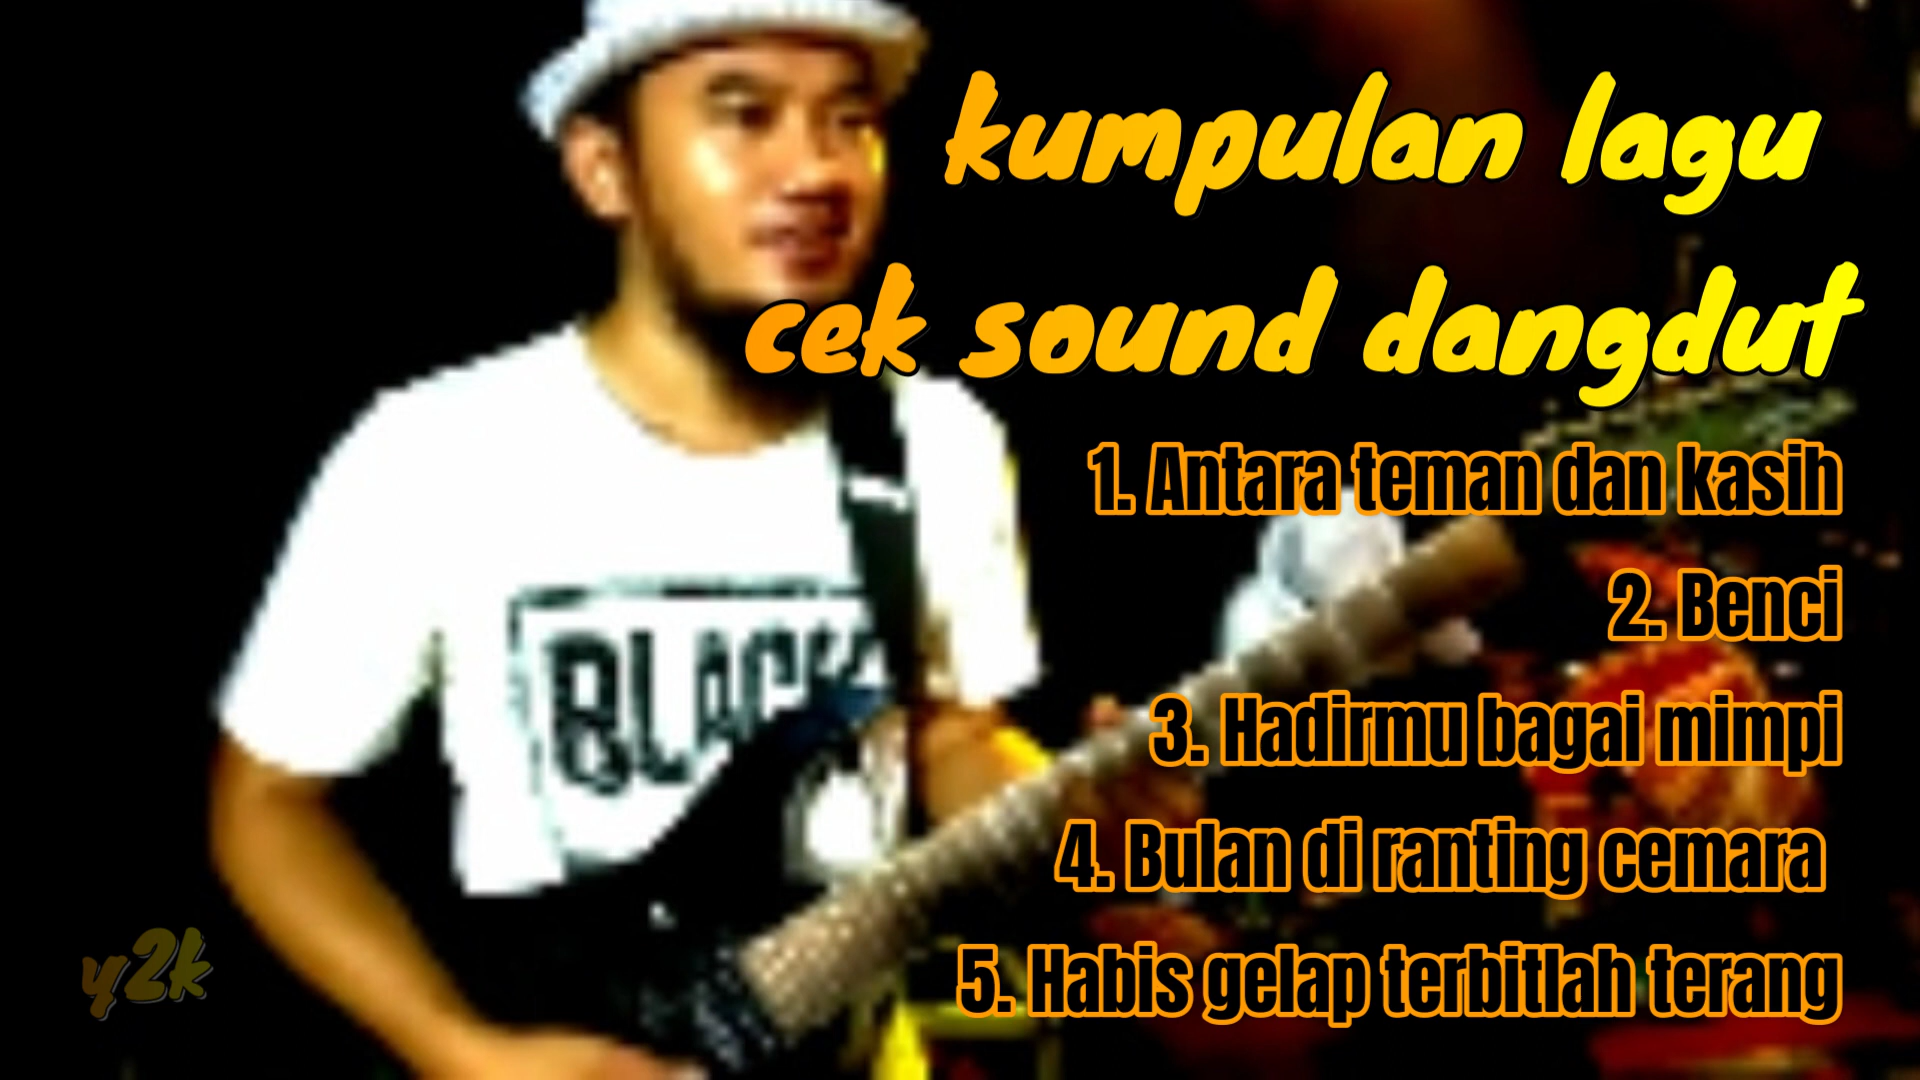 kumpulan lagu
cek sound dangdut
1. Antara teman dan kasih
2. Benci
3. Hadirmu bagai mimpi
4. Bulan di ranting cemara
5. Habis gelap terbitlah terang
BLACK
y2k